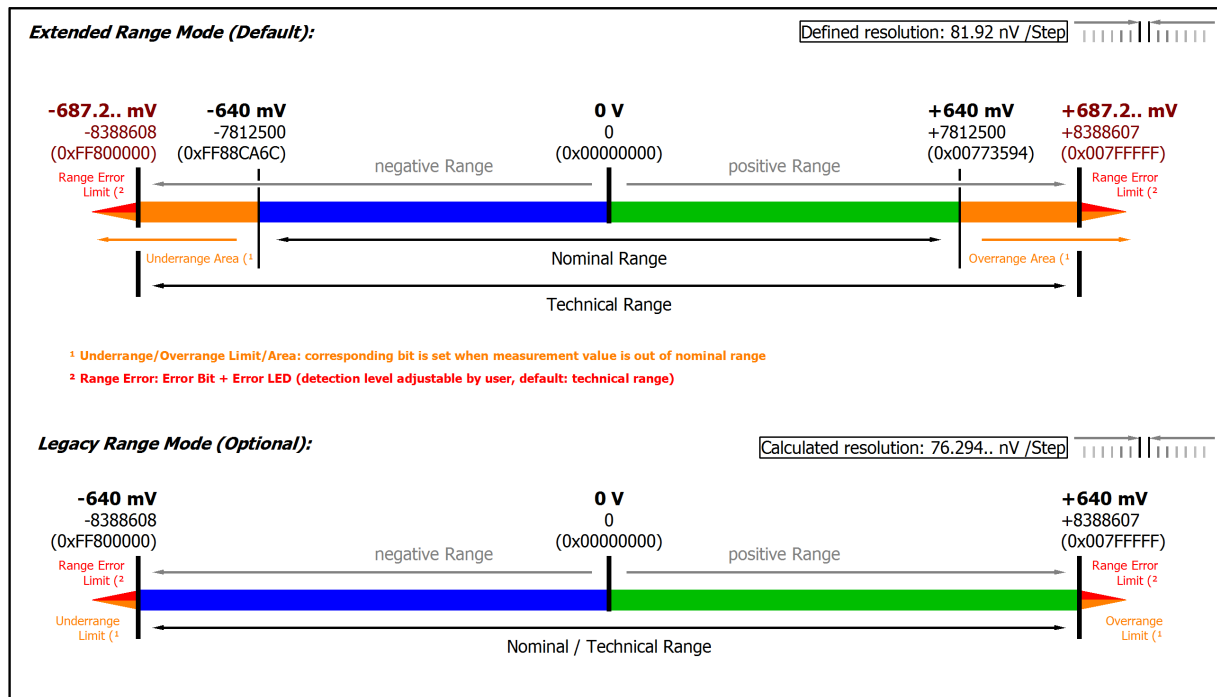 Extended Range Mode (Default):
Defined resolution: 81.92 nV /Step
-687.2.. mV
-8388608
(0xFF800000)
-640 mV
-7812500
(0xFF88CA6C)
0 V
0
(0x00000000)
+640 mV
+7812500
(0x00773594)
+687.2.. mV
+8388607
(0x007FFFFF)
negative Range
positive Range
Range Error
Limit (²
Range Error
Limit (²
Underrange Area (¹
Nominal Range
Overrange Area (¹
Technical Range
¹ Underrange/Overrange Limit/Area: corresponding bit is set when measurement value is out of nominal range
² Range Error: Error Bit + Error LED (detection level adjustable by user, default: technical range)
Legacy Range Mode (Optional):
Calculated resolution: 76.294.. nV /Step
-640 mV
-8388608
(0xFF800000)
0 V
0
(0x00000000)
+640 mV
+8388607
(0x007FFFFF)
negative Range
positive Range
Range Error
Limit (²
Range Error
Limit (²
Underrange
Limit (¹
Overrange
Limit (¹
Nominal / Technical Range